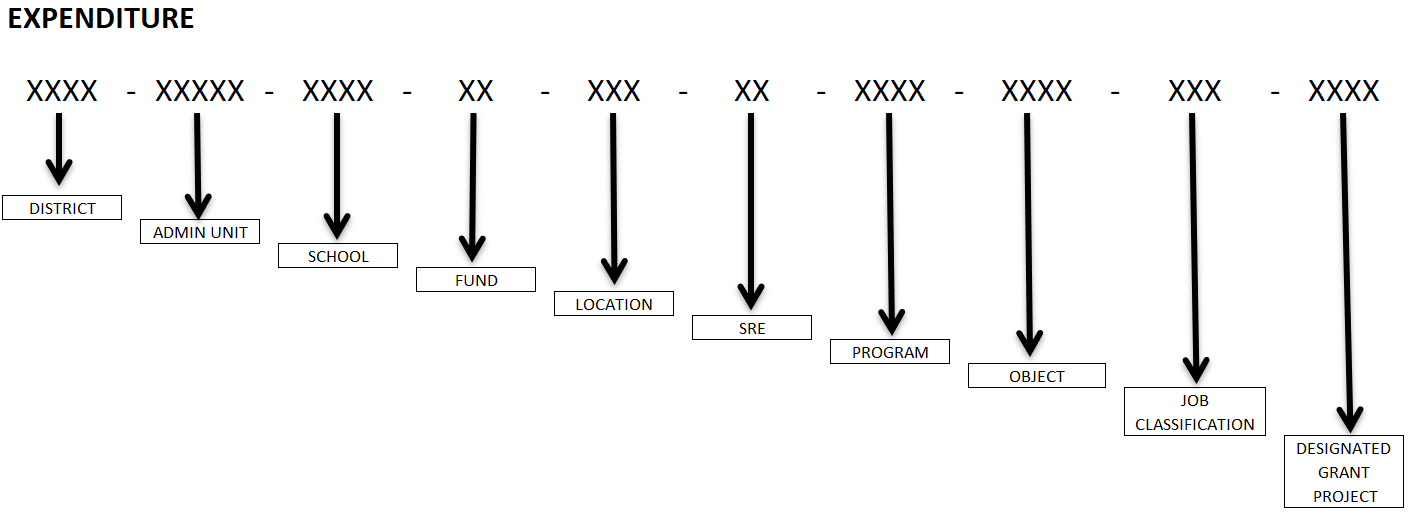 EXPENDITURE
XXXX - XXXXX - XXXX - XX - XXX - XX - XXXX - XXXX - XXX - XXXX
DISTRICT
ADMIN UNIT
SCHOOL
FUND
LOCATION
SRE
PROGRAM
OBJECT
JOB
CLASSIFICATION
DESIGNATED
GRANT
PROJECT